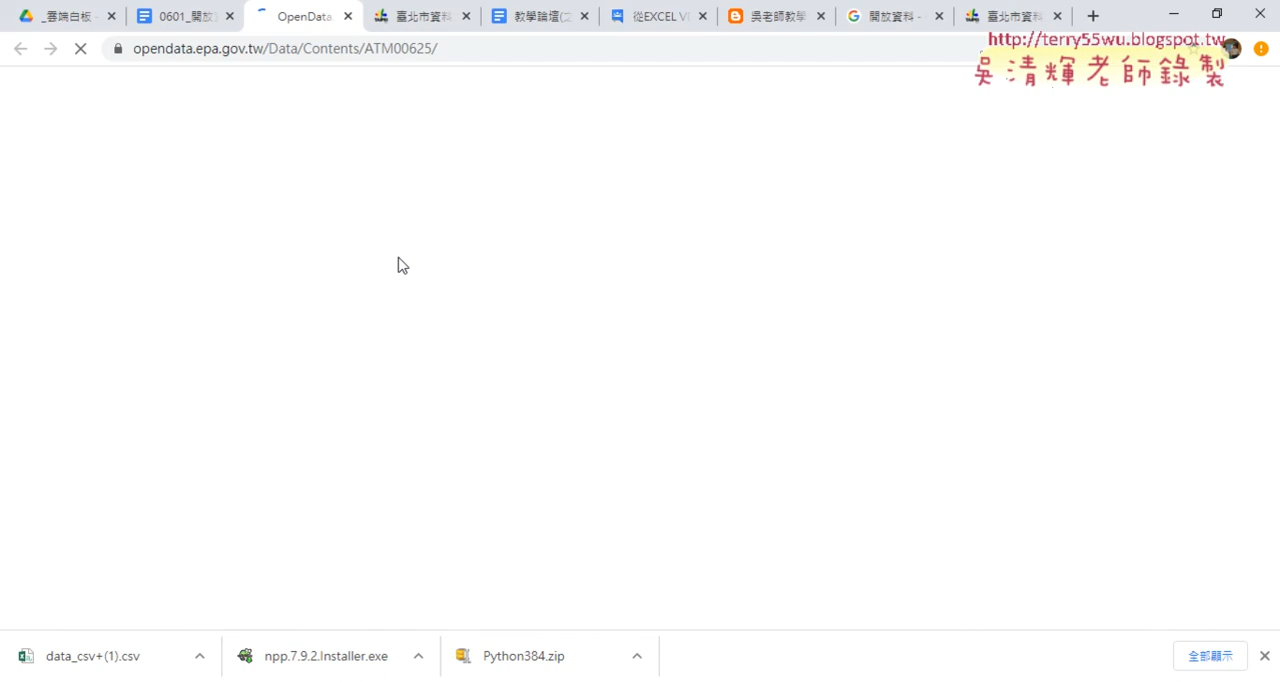 _雲端白板 -
0601_開放
OpenData
臺北市資料
教學論壇(
從EXCEL V
吳老師教學
開放資料 -
臺北市資料
opendata.epa.gov.tw/Data/Contents/ATM00625/
http://terry55wu.blogspot.tw
吳清輝老師錄製
data_csv+(1).csv
npp.7.9.2.Installer.exe
Python384.zip
全部顯示